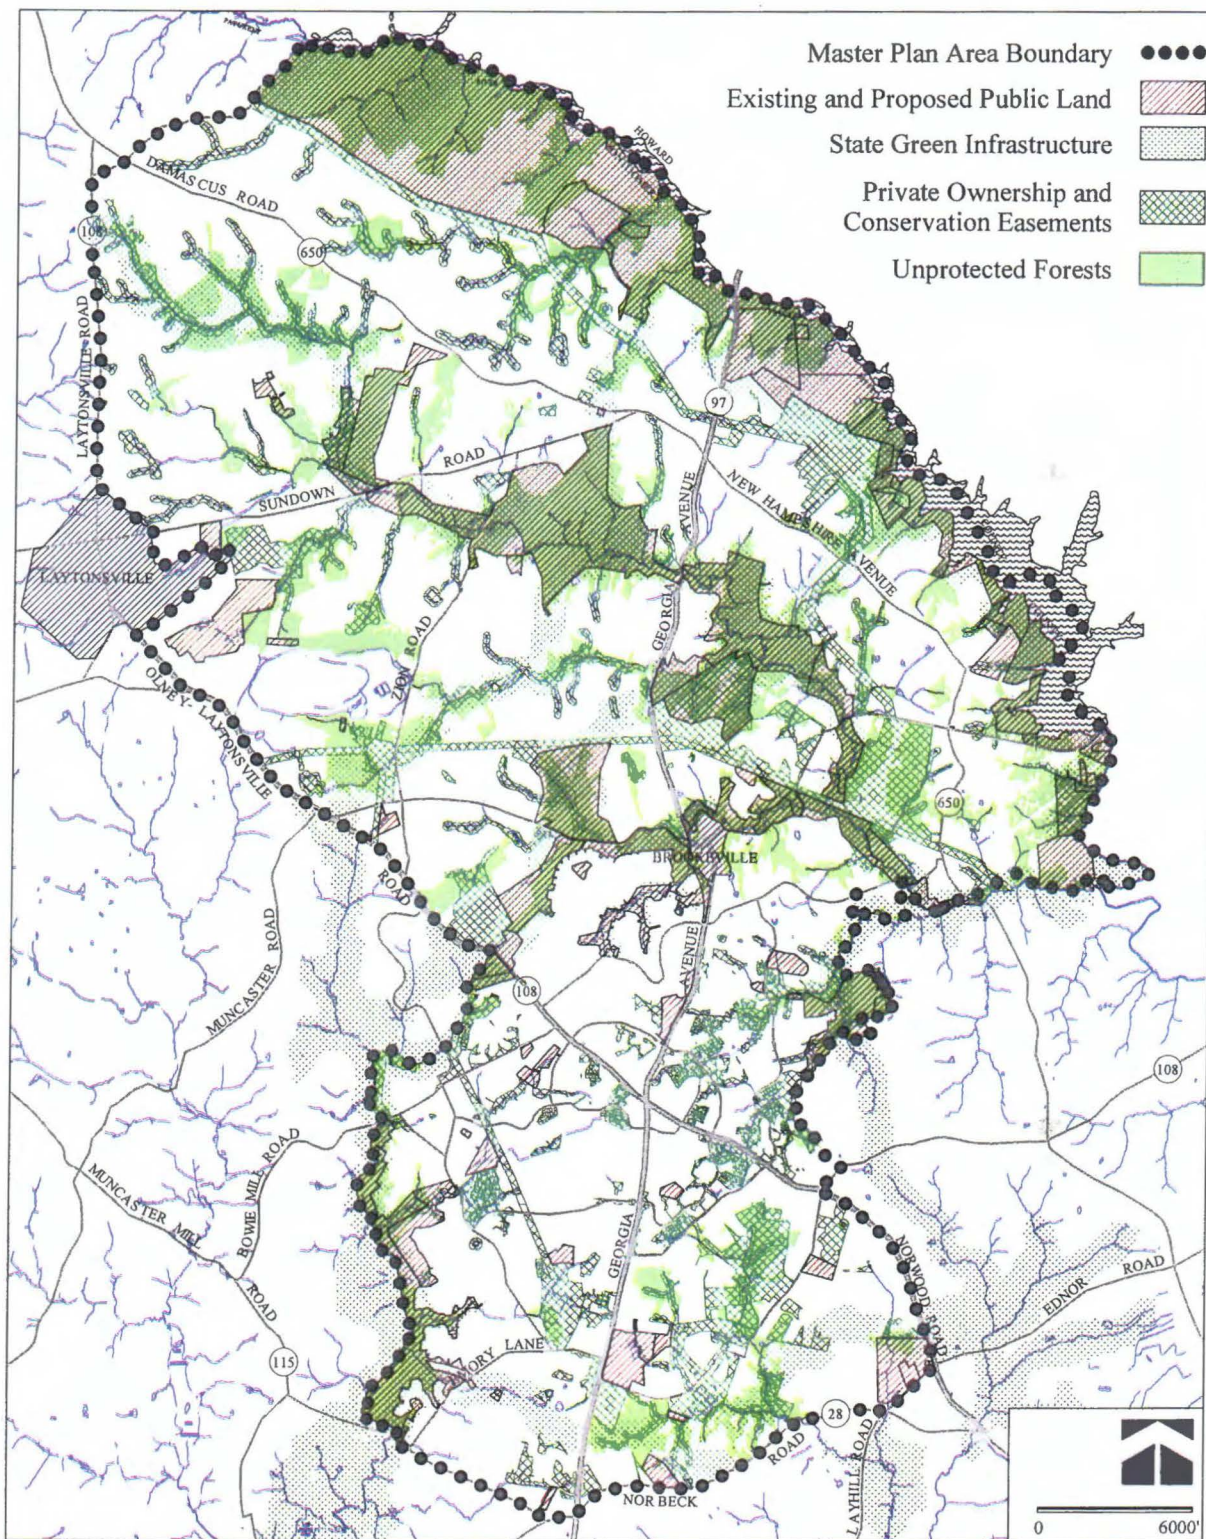 Master Plan Area Boundary
Existing and Proposed Public Land
State Green Infrastructure
Private Ownership and
Conservation Easements
Unprotected Forests
HOWARD
DAMASCUS ROAD
108
650
LAYTONSVILLE ROAD
97
SUNDOWN ROAD
AVENUE
NEW HAMPSHIRE AVENUE
LAYTONSVILLE
GEORGIA
ZION ROAD
OLNEY-LAYTONSVILLE
ROAD
650
BROOKEVILLE
AVENUE
MUNCASTER ROAD
108
108
BOWIE MILL ROAD
MUNCASTER MILL
ROAD
GEORGIA
NORWOOD ROAD
EDNOR ROAD
115
ORY LANE
28
ROAD
NORBECK
LAYHILL ROAD
0 6000'